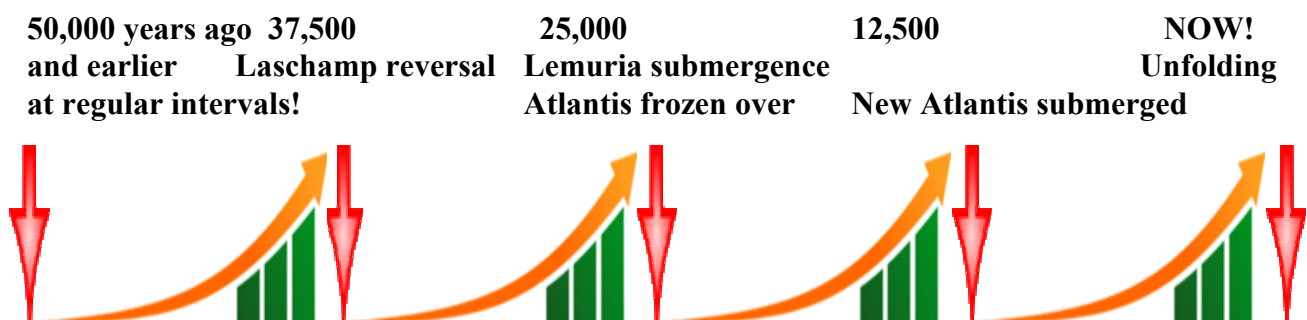 50,000 years ago 37,500 25,000 12,500 NOW!
and earlier Laschamp reversal Lemuria submergence Unfolding
at regular intervals! Atlantis frozen over New Atlantis submerged